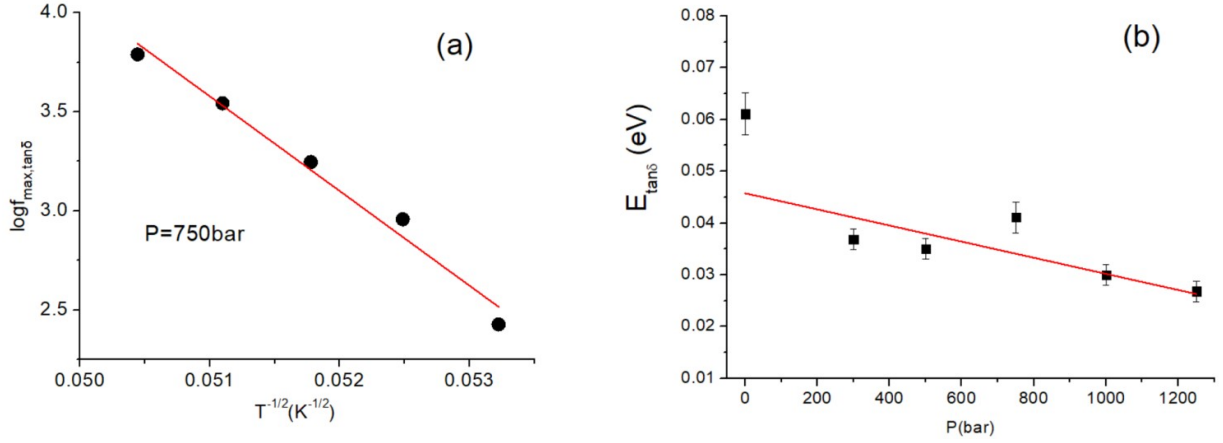 4.0
(a)
3.5
logf_max,tanδ
3.0
P=750bar
2.5
0.050 0.051 0.052 0.053
T^-1/2(K^-1/2)
0.08
(b)
0.07
0.06
0.05
E_tanδ (eV)
0.04
0.03
0.02
0.01
0 200 400 600 800 1000 1200
P(bar)